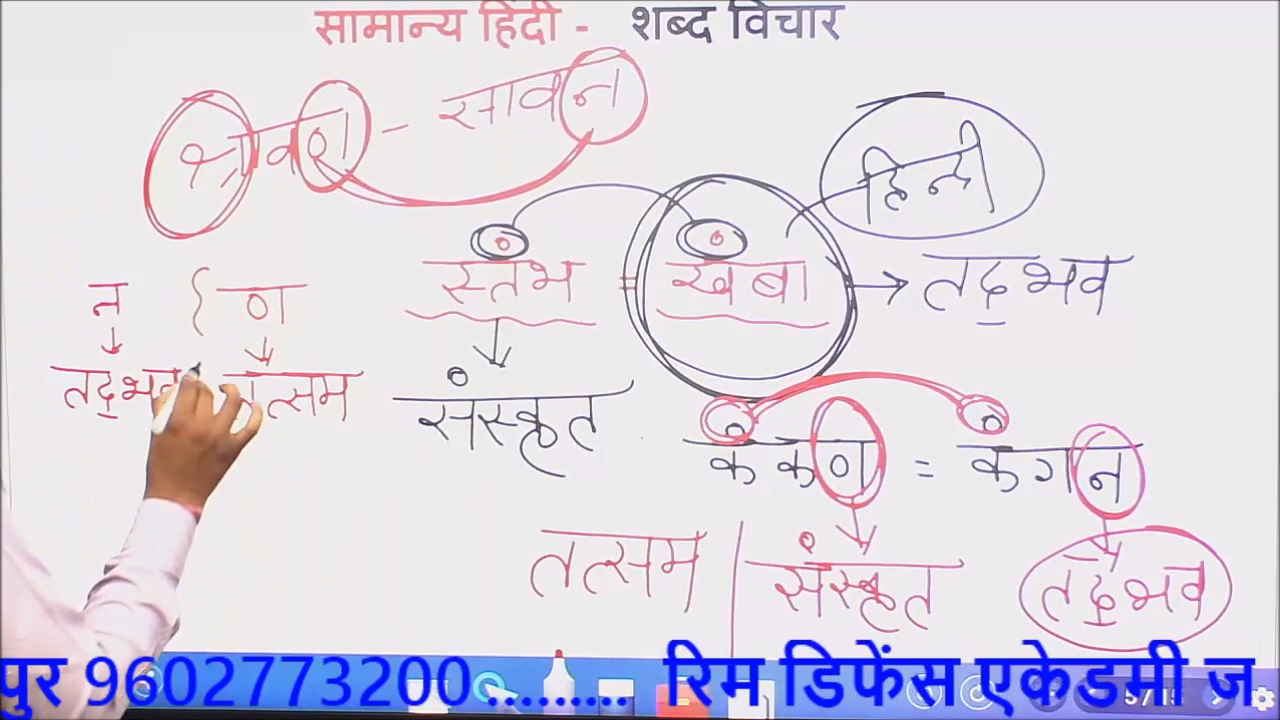 सामान्य हिंदी - शब्द विचार
श्रावण - सावन
हिन्दी
स्तंभ = खंबा → तद्भव
न { ण
तद्भव तत्सम
संस्कृत
कंकण = कंगन
तत्सम | संस्कृत तद्भव
पुर 9602773200 ........ रिम डिफेंस एकेडमी ज